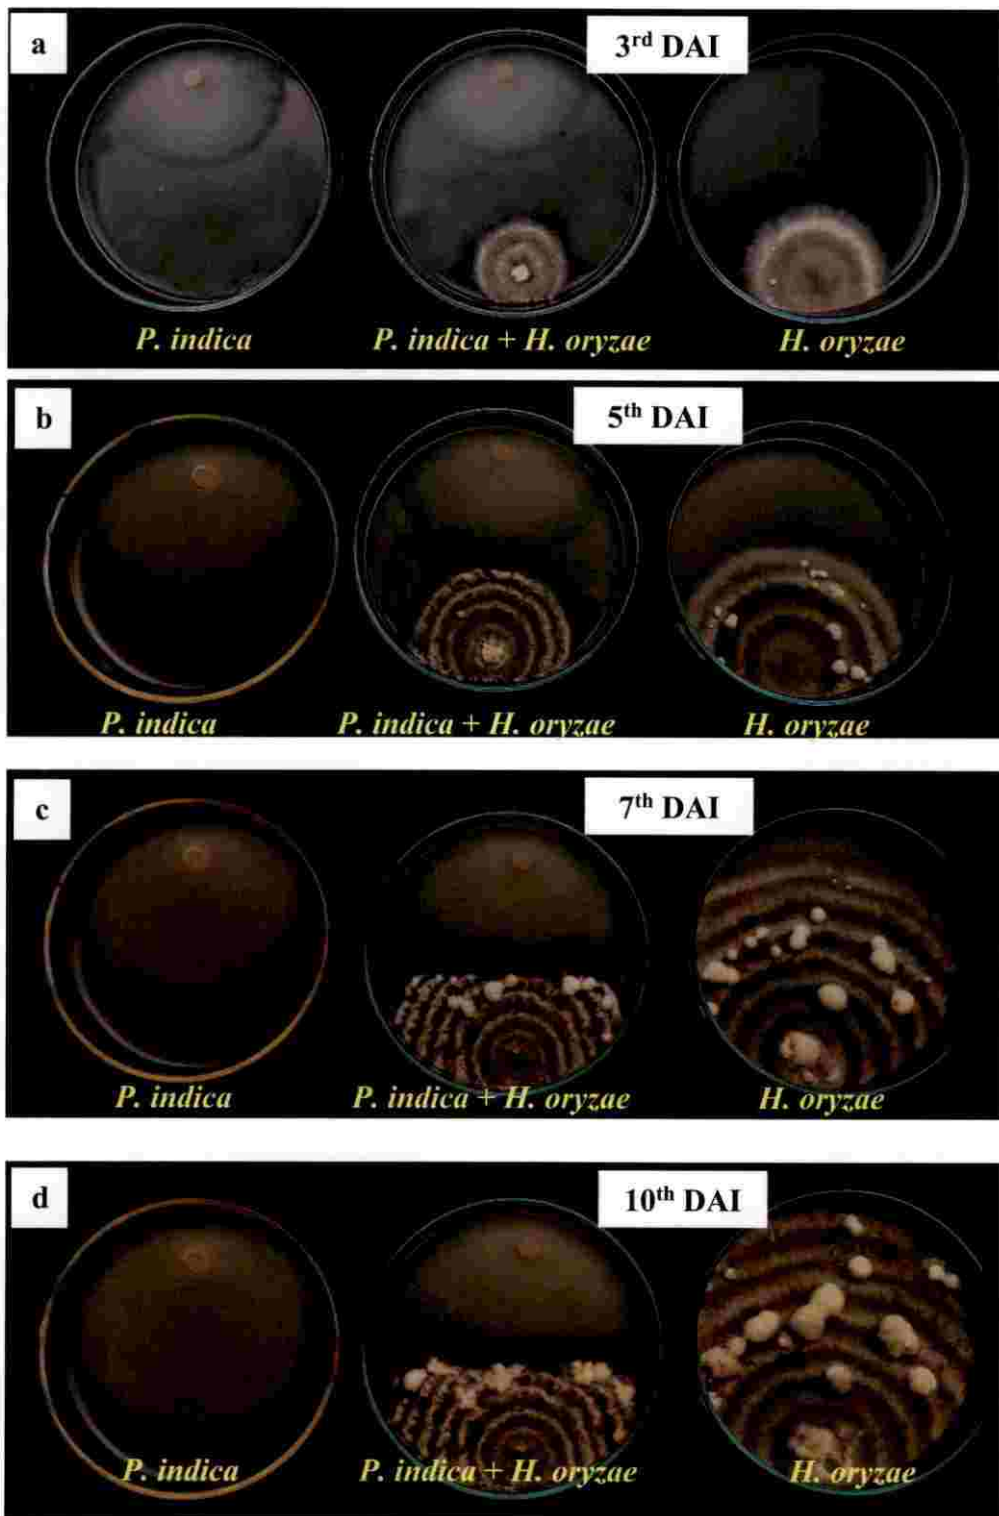 a
3rd DAI
P. indica
P. indica + H. oryzae
H. oryzae
b
5th DAI
P. indica
P. indica + H. oryzae
H. oryzae
c
7th DAI
P. indica
P. indica + H. oryzae
H. oryzae
d
10th DAI
P. indica
P. indica + H. oryzae
H. oryzae